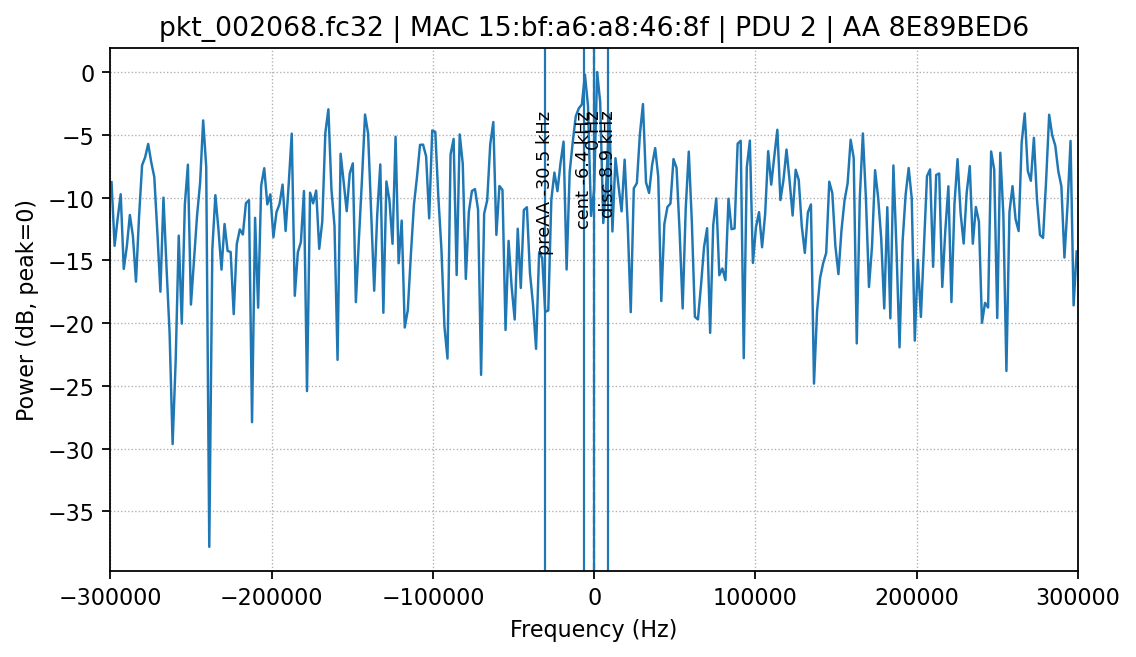 pkt_002068.fc32 | MAC 15:bf:a6:a8:46:8f | PDU 2 | AA 8E89BED6
Power (dB, peak=0)
0
−5
−10
−15
−20
−25
−30
−35
preAA -30.5 kHz
cent -6.4 kHz
0 kHz
disc 8.9 kHz
−300000
−200000
−100000
0
100000
200000
300000
Frequency (Hz)